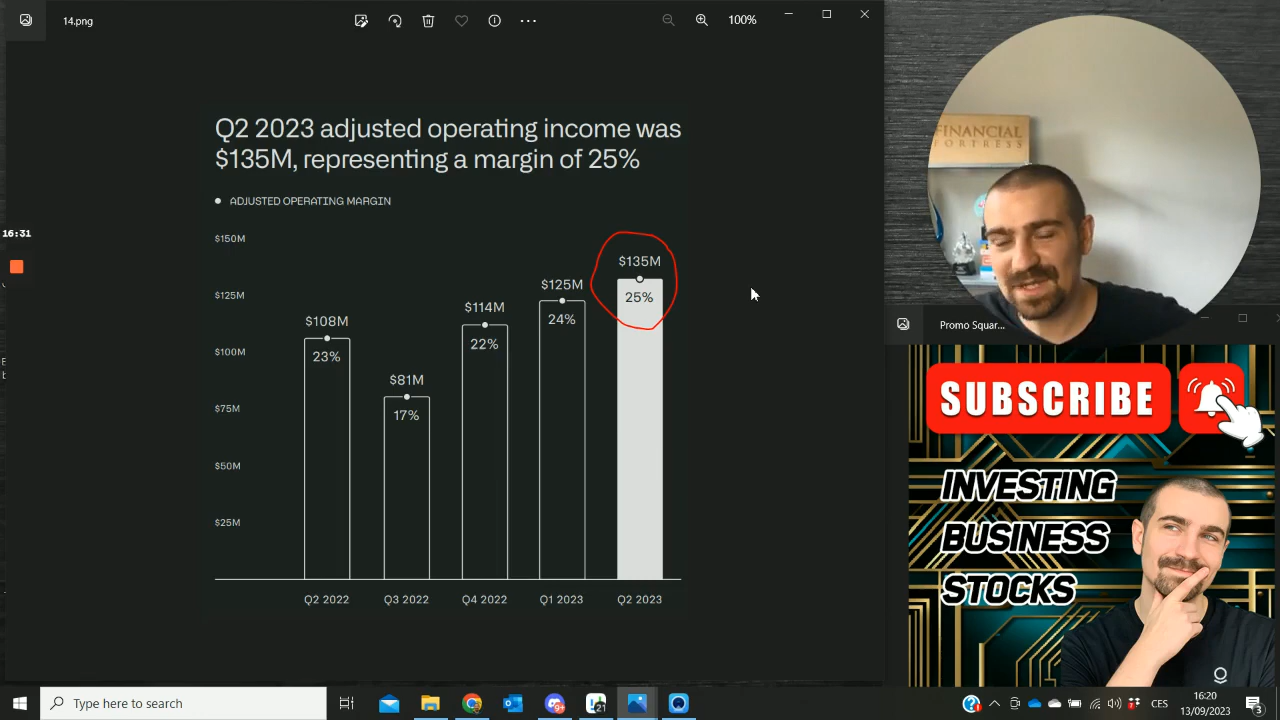 14.png
100%
Q2 2023 adjusted operating income was
$135M, representing a margin of 25%
ADJUSTED OPERATING MARGIN
16:31
$150M
$125M
$100M
$75M
$50M
$25M
$108M
23%
$81M
17%
$114M
22%
$125M
24%
$135M
25%
Q2 2022
Q3 2022
Q4 2022
Q1 2023
Q2 2023
FINANCIAL
FORTRESS
Promo Squar...
SUBSCRIBE
INVESTING
BUSINESS
STOCKS
Type here to search
21
CES
16:20
13/09/2023
3